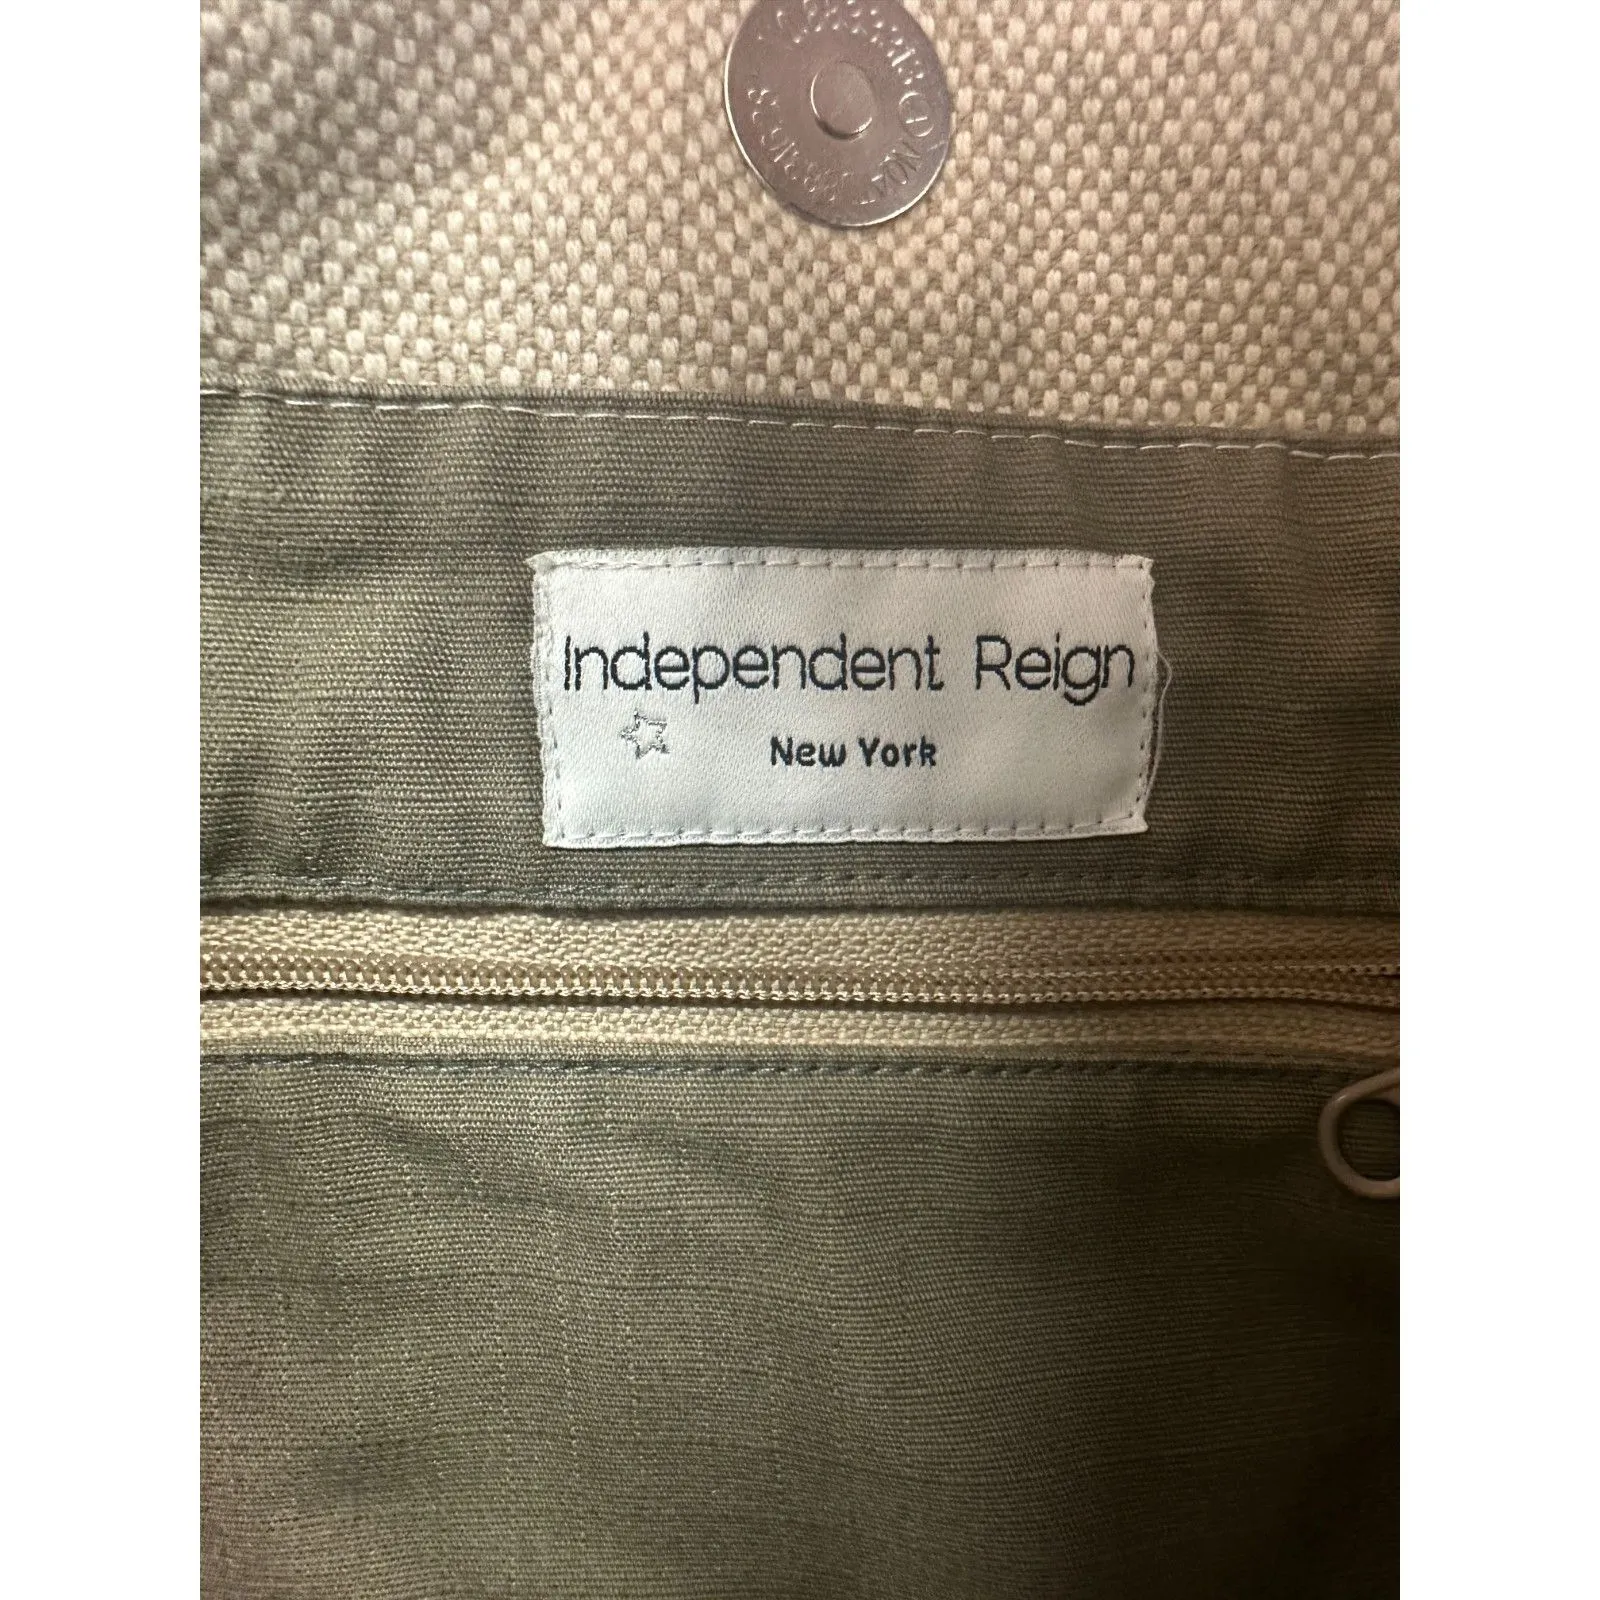 Independent Reign
New York